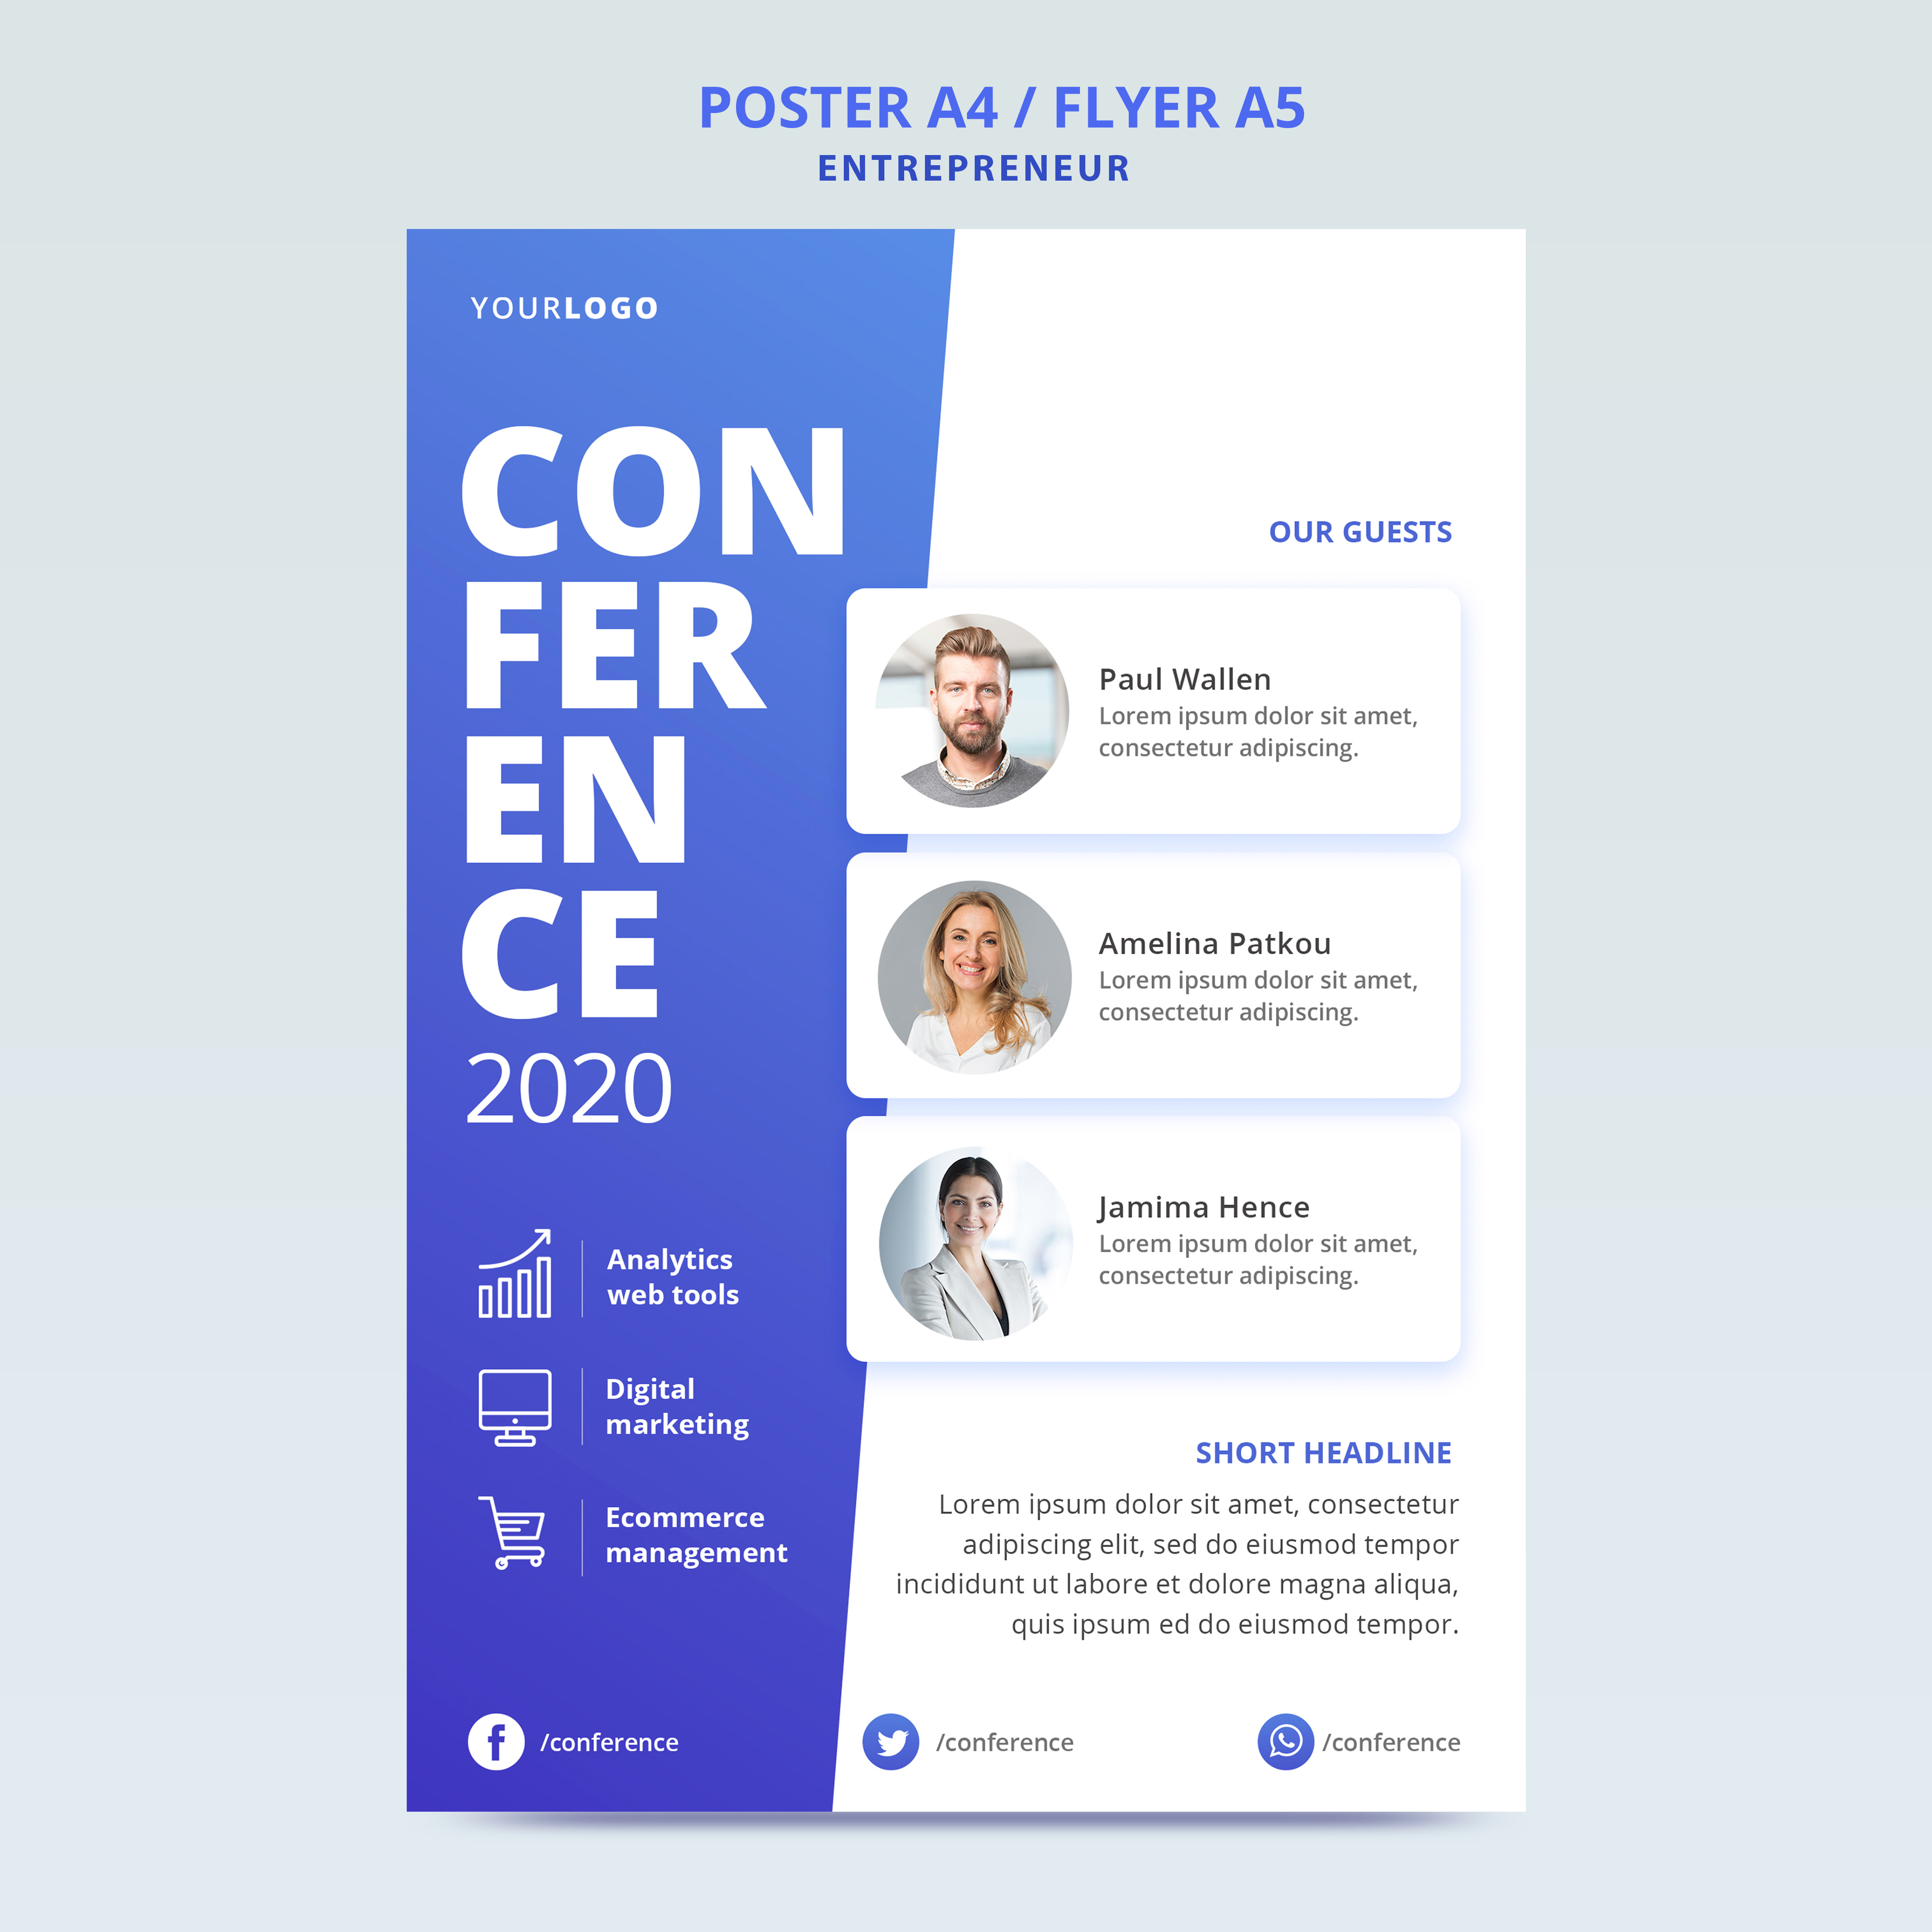 POSTER A4 / FLYER A5
ENTREPRENEUR
YOURLOGO
CON
FER
EN
CE
2020
Analytics
web tools
Digital
marketing
Ecommerce
management
OUR GUESTS
Paul Wallen
Lorem ipsum dolor sit amet,
consectetur adipiscing.
Amelina Patkou
Lorem ipsum dolor sit amet,
consectetur adipiscing.
Jamima Hence
Lorem ipsum dolor sit amet,
consectetur adipiscing.
SHORT HEADLINE
Lorem ipsum dolor sit amet, consectetur
adipiscing elit, sed do eiusmod tempor
incididunt ut labore et dolore magna aliqua,
quis ipsum ed do eiusmod tempor.
/conference
/conference
/conference